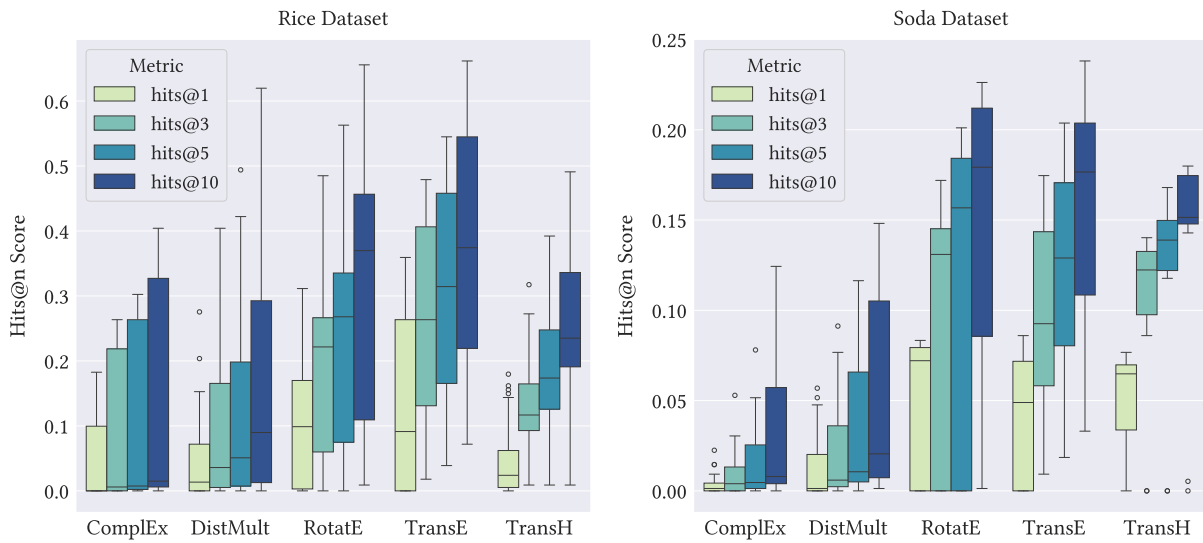 Rice Dataset
Hits@n Score
0.6
0.5
0.4
0.3
0.2
0.1
0.0
Metric
hits@1
hits@3
hits@5
hits@10
ComplEx DistMult RotatE TransE TransH
Soda Dataset
Hits@n Score
0.25
0.20
0.15
0.10
0.05
0.00
Metric
hits@1
hits@3
hits@5
hits@10
ComplEx DistMult RotatE TransE TransH